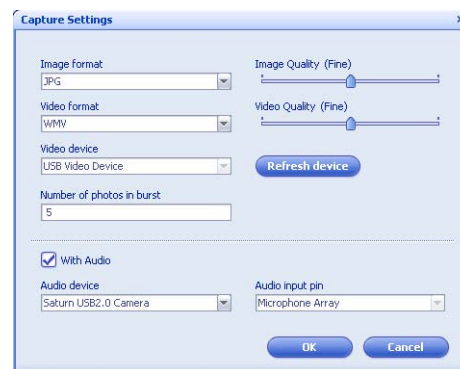 Capture Settings
Image format
JPG
Image Quality (Fine)
Video format
WMV
Video Quality (Fine)
Video device
USB Video Device
Refresh device
Number of photos in burst
5
With Audio
Audio device
Saturn USB2.0 Camera
Audio input pin
Microphone Array
OK
Cancel